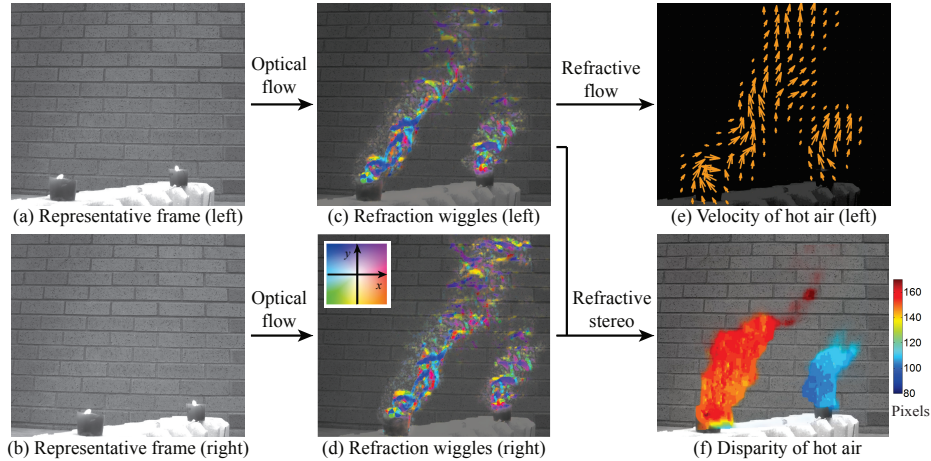 Optical
flow
Refractive
flow
(a) Representative frame (left)
(c) Refraction wiggles (left)
(e) Velocity of hot air (left)
y
x
Optical
flow
Refractive
stereo
160
140
120
100
80
Pixels
(b) Representative frame (right)
(d) Refraction wiggles (right)
(f) Disparity of hot air